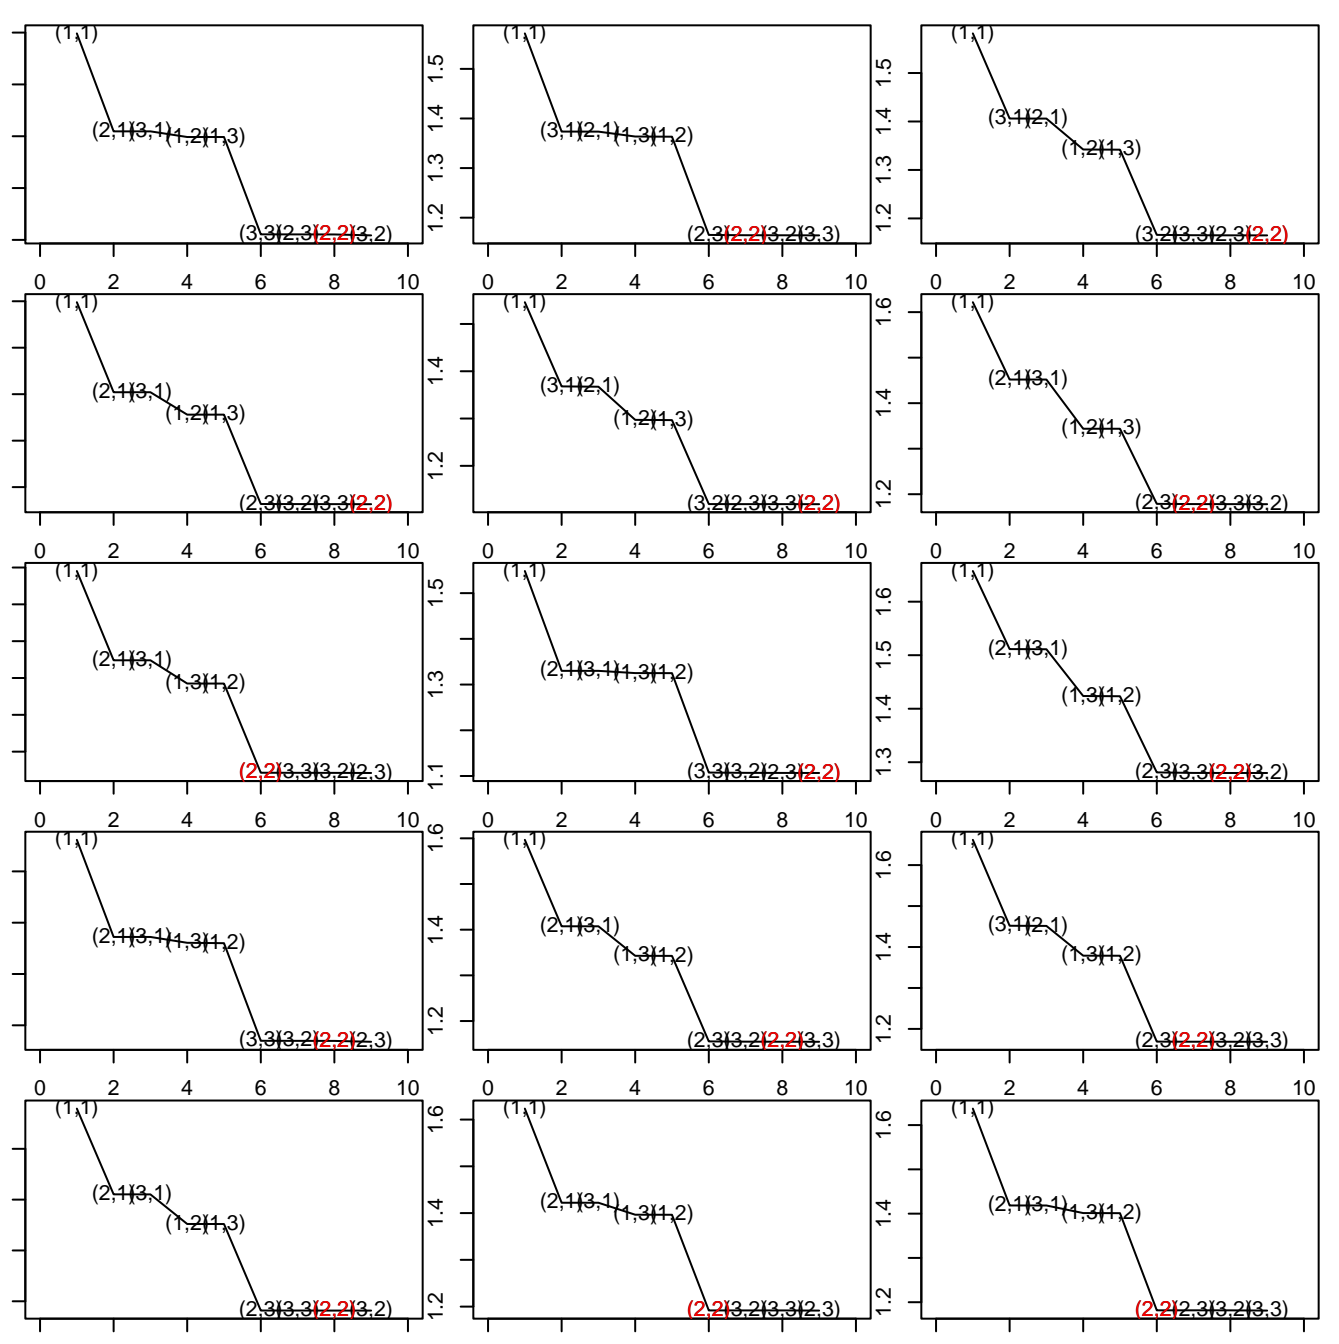 (1,1) (1,1) (1,1)
1.5 1.5
(2,1) (3,1) (1,2) (1,3) 1.4 (3,1) (2,1) (1,3) (1,2) 1.4 (3,1) (2,1) (1,2) (1,3)
1.3 1.3
1.2 1.2
(3,3) (2,3) (2,2) (3,2) (2,3) (2,2) (3,2) (3,3) (3,2) (3,3) (2,3) (2,2)
0 2 4 6 8 10 0 2 4 6 8 10 0 2 4 6 8 10
(1,1) (1,1) 1.6 (1,1)
(2,1) (3,1) (1,2) (1,3) 1.4 (3,1) (2,1) (1,2) (1,3) 1.4 (2,1) (3,1) (1,2) (1,3)
1.2 1.2
(2,3) (3,2) (3,3) (2,2) (3,2) (2,3) (3,3) (2,2) (2,3) (2,2) (3,3) (3,2)
0 2 4 6 8 10 0 2 4 6 8 10 0 2 4 6 8 10
(1,1) 1.5 (1,1) 1.6 (1,1)
(2,1) (3,1) (1,3) (1,2) 1.3 (2,1) (3,1) (1,3) (1,2) 1.5 (2,1) (3,1) (1,3) (1,2)
1.4
1.1 1.3
(2,2) (3,3) (3,2) (2,3) (3,3) (3,2) (2,3) (2,2) (2,3) (3,3) (2,2) (3,2)
0 2 4 6 8 10 0 2 4 6 8 10 0 2 4 6 8 10
(1,1) 1.6 (1,1) 1.6 (1,1)
(2,1) (3,1) (1,3) (1,2) 1.4 (2,1) (3,1) (1,3) (1,2) 1.4 (3,1) (2,1) (1,3) (1,2)
1.2 1.2
(3,3) (3,2) (2,2) (2,3) (2,3) (3,2) (2,2) (3,3) (2,3) (2,2) (3,2) (3,3)
0 2 4 6 8 10 0 2 4 6 8 10 0 2 4 6 8 10
(1,1) 1.6 (1,1) 1.6 (1,1)
(2,1) (3,1) (1,2) (1,3) 1.4 (2,1) (3,1) (1,3) (1,2) 1.4 (2,1) (3,1) (1,3) (1,2)
1.2 1.2
(2,3) (3,3) (2,2) (3,2) (2,2) (3,2) (3,3) (2,3) (2,2) (2,3) (3,2) (3,3)